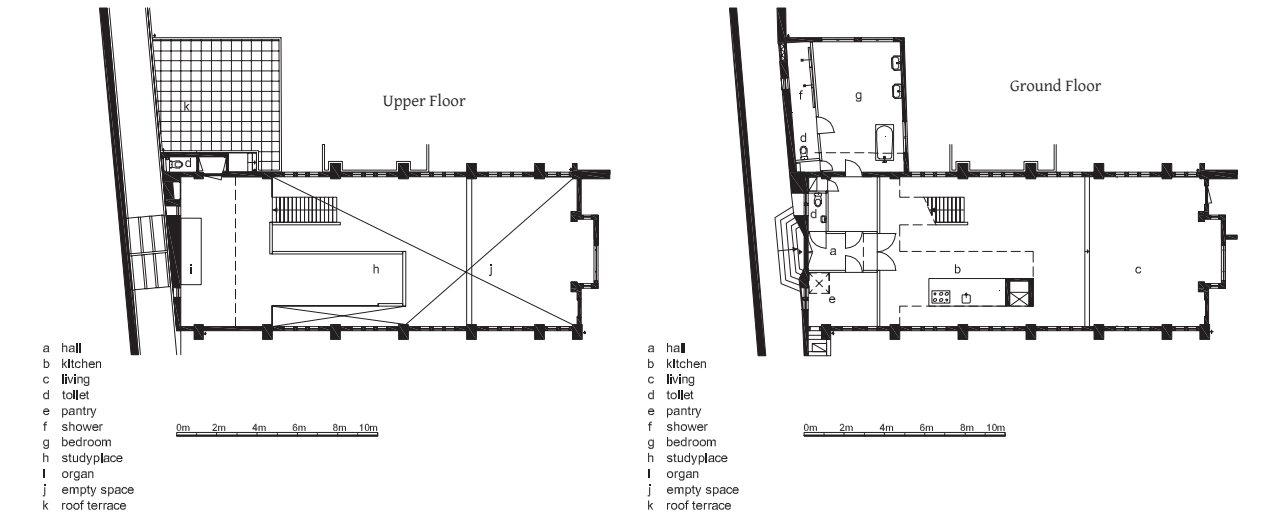 Upper Floor
k
d
i
h
j
a hall
b kitchen
c living
d toilet
e pantry
f shower
g bedroom
h studyplace
I organ
j empty space
k roof terrace
0m 2m 4m 6m 8m 10m
Ground Floor
f
g
d
d
a
b
c
e
a hall
b kitchen
c living
d toilet
e pantry
f shower
g bedroom
h studyplace
I organ
j empty space
k roof terrace
0m 2m 4m 6m 8m 10m